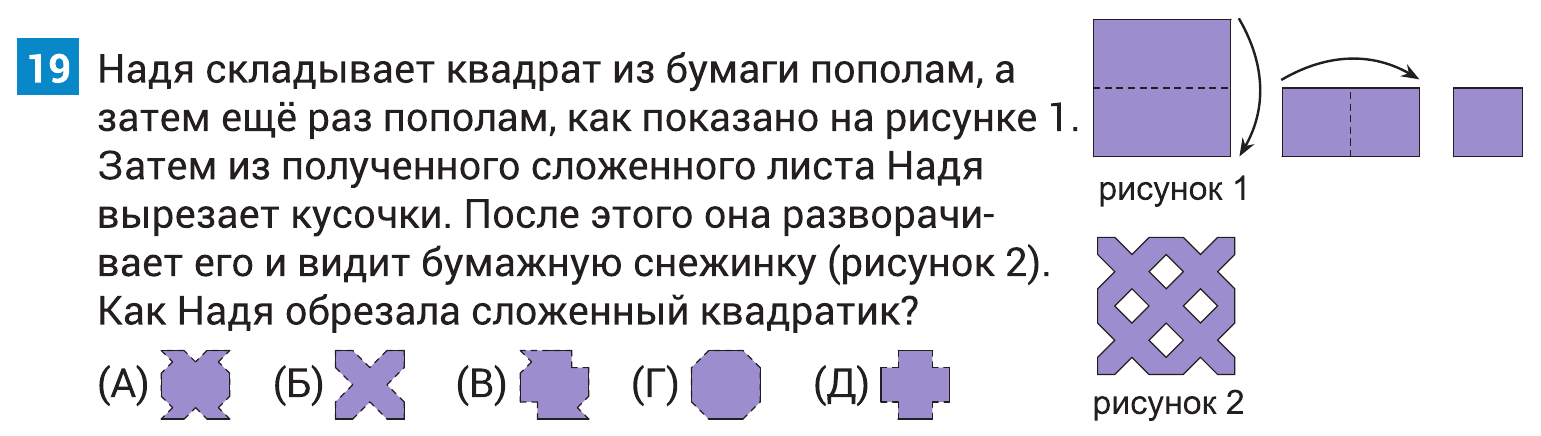 19 Надя складывает квадрат из бумаги пополам, а
затем ещё раз пополам, как показано на рисунке 1.
Затем из полученного сложенного листа Надя
вырезает кусочки. После этого она разворачи-
вает его и видит бумажную снежинку (рисунок 2).
Как Надя обрезала сложенный квадратик?
(А) (Б) (В) (Г) (Д)
рисунок 1
рисунок 2